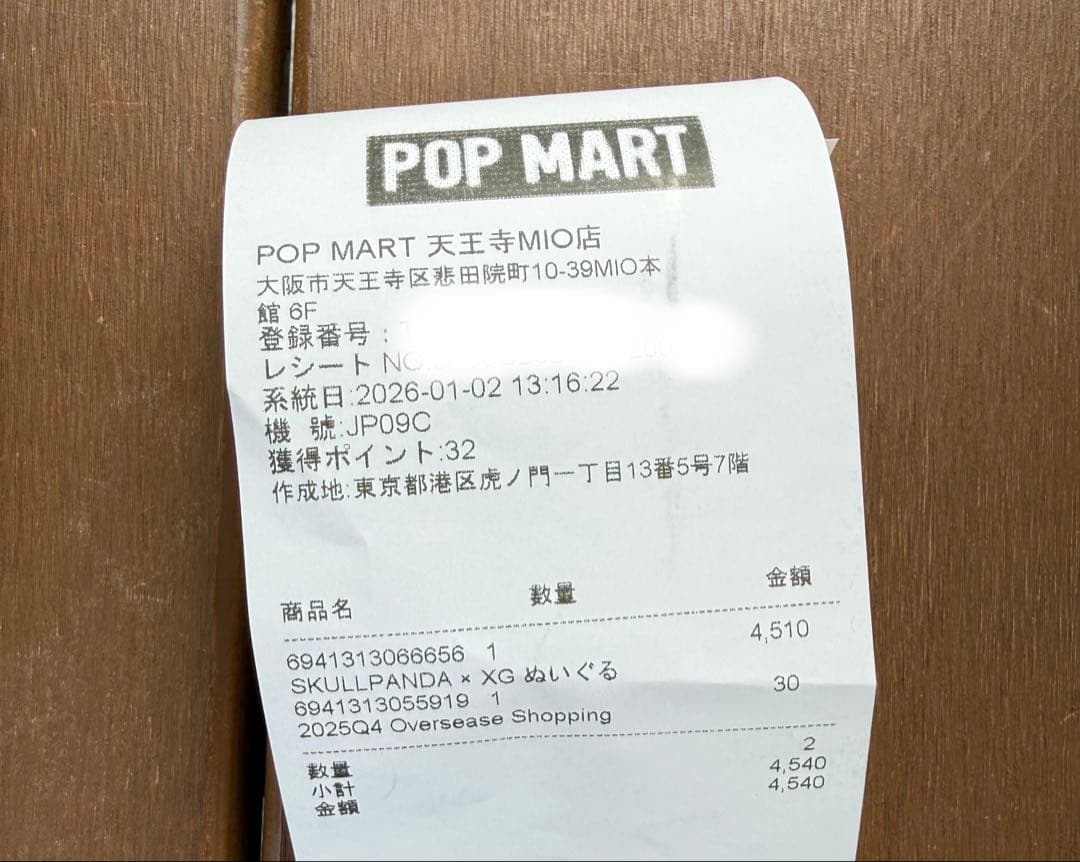 POP MART
POP MART 天王寺MIO店
大阪市天王寺区悲田院町10-39MIO本
館 6F
登録番号:
レシート NO.
系統日:2026-01-02 13:16:22
機 號:JP09C
獲得ポイント:32
作成地:東京都港区虎ノ門一丁目13番5号7階
商品名 数量 金額
6941313066656 1 4,510
SKULLPANDA × XG ぬいぐる
6941313055919 1 30
2025Q4 Oversease Shopping
数量 2
小計 4,540
金額 4,540